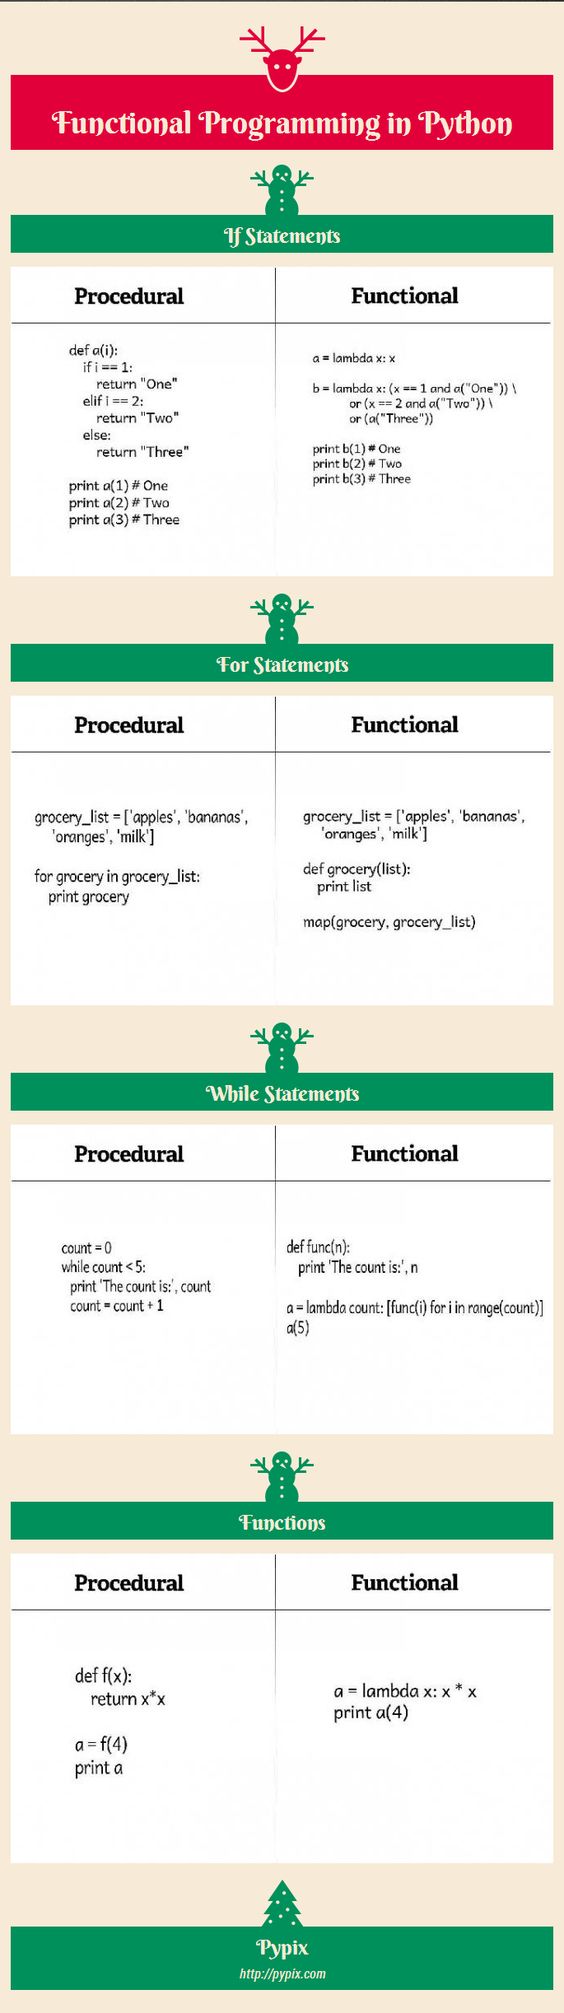 Functional Programming in Python
If Statements
Procedural
def a(i):
if i == 1:
return "One"
elif i == 2:
return "Two"
else:
return "Three"
print a(1) # One
print a(2) # Two
print a(3) # Three
Functional
a = lambda x: x
b = lambda x: (x == 1 and a("One")) \
or (x == 2 and a("Two")) \
or (a("Three"))
print b(1) # One
print b(2) # Two
print b(3) # Three
For Statements
Procedural
grocery_list = ['apples', 'bananas',
'oranges', 'milk']
for grocery in grocery_list:
print grocery
Functional
grocery_list = ['apples', 'bananas',
'oranges', 'milk']
def grocery(list):
print list
map(grocery, grocery_list)
While Statements
Procedural
count = 0
while count < 5:
print 'The count is:', count
count = count + 1
Functional
def func(n):
print 'The count is:', n
a = lambda count: [func(i) for i in range(count)]
a(5)
Functions
Procedural
def f(x):
return x*x
a = f(4)
print a
Functional
a = lambda x: x * x
print a(4)
Pypix
http://pypix.com